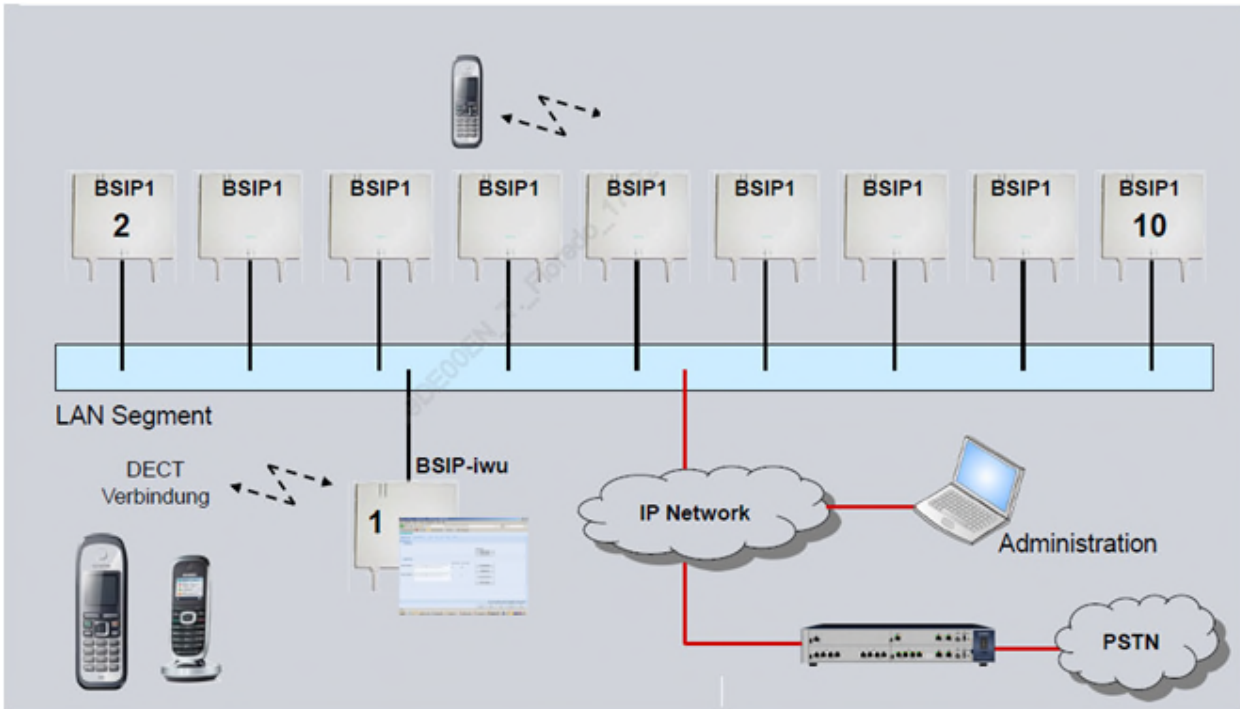 BSIP1
BSIP1
BSIP1
BSIP1
BSIP1
BSIP1
BSIP1
BSIP1
BSIP1
2
10
LAN Segment
DECT
Verbindung
BSIP-iwu
1
IP Network
Administration
PSTN